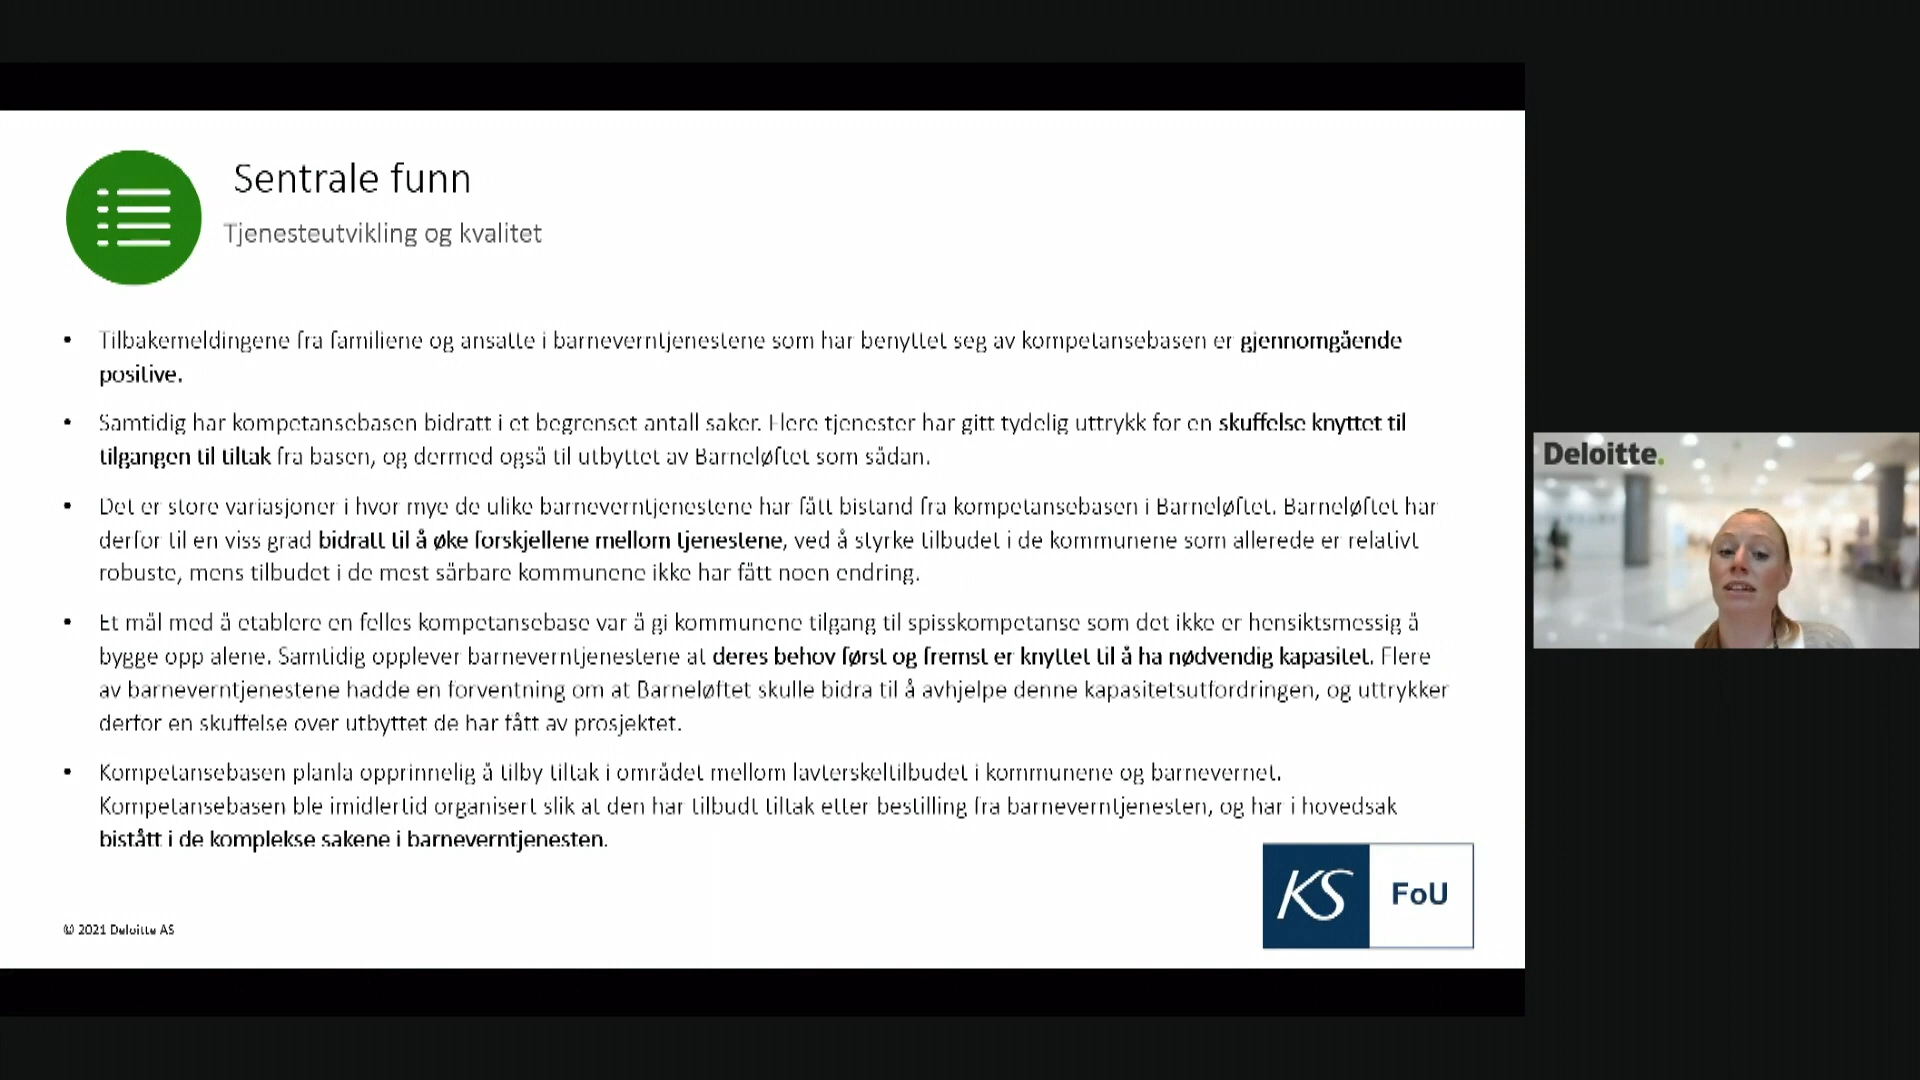 Sentrale funn
Tjenesteutvikling og kvalitet
• Tilbakemeldingene fra familiene og ansatte i barneverntjenestene som har benyttet seg av kompetansebasen er gjennomgående
positive.
• Samtidig har kompetansebasen bidratt i et begrenset antall saker. Flere tjenester har gitt tydelig uttrykk for en skuffelse knyttet til
tilgangen til tiltak fra basen, og dermed også til utbyttet av Barneløftet som sådan.
• Det er store variasjoner i hvor mye de ulike barneverntjenestene har fått bistand fra kompetansebasen i Barneløftet. Barneløftet har
derfor til en viss grad bidratt til å øke forskjellene mellom tjenestene, ved å styrke tilbudet i de kommunene som allerede er relativt
robuste, mens tilbudet i de mest sårbare kommunene ikke har fått noen endring.
• Et mål med å etablere en felles kompetansebase var å gi kommunene tilgang til spisskompetanse som det ikke er hensiktsmessig å
bygge opp alene. Samtidig opplever barneverntjenestene at deres behov først og fremst er knyttet til å ha nødvendig kapasitet. Flere
av barneverntjenestene hadde en forventning om at Barneløftet skulle bidra til å avhjelpe denne kapasitetsutfordringen, og uttrykker
derfor en skuffelse over utbyttet de har fått av prosjektet.
• Kompetansebasen planla opprinnelig å tilby tiltak i området mellom lavterskeltilbudet i kommunene og barnevernet.
Kompetansebasen ble imidlertid organisert slik at den har tilbudt tiltak etter bestilling fra barneverntjenesten, og har i hovedsak
bistått i de komplekse sakene i barneverntjenesten.
KS FoU
© 2021 Deloitte AS
Deloitte.